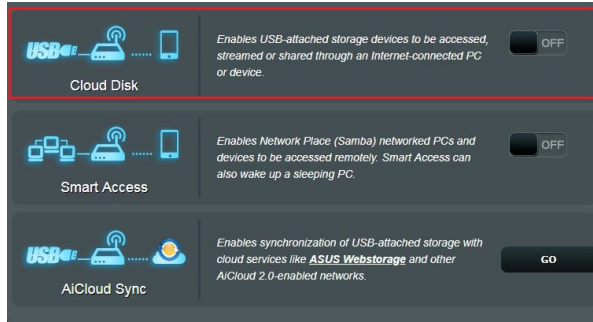 USB
Cloud Disk
Enables USB-attached storage devices to be accessed,
streamed or shared through an Internet-connected PC
or device.
OFF
Smart Access
Enables Network Place (Samba) networked PCs and
devices to be accessed remotely. Smart Access can
also wake up a sleeping PC.
OFF
USB
AiCloud Sync
Enables synchronization of USB-attached storage with
cloud services like ASUS Webstorage and other
AiCloud 2.0-enabled networks.
GO